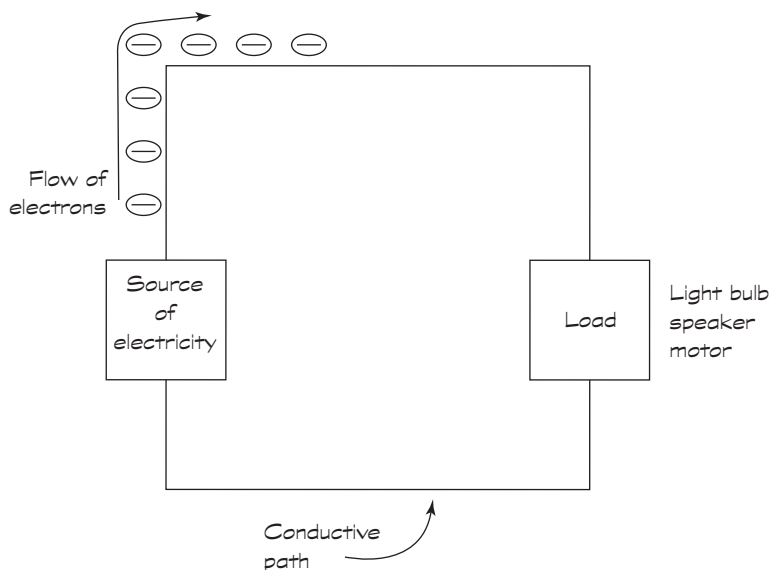 Flow of
electrons
Source
of
electricity
Load
Light bulb
speaker
motor
Conductive
path